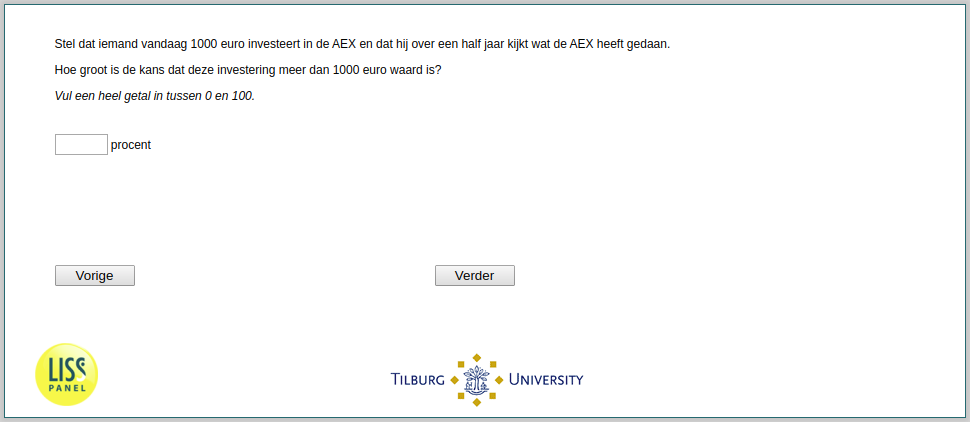 Stel dat iemand vandaag 1000 euro investeert in de AEX en dat hij over een half jaar kijkt wat de AEX heeft gedaan.
Hoe groot is de kans dat deze investering meer dan 1000 euro waard is?
Vul een heel getal in tussen 0 en 100.
procent
Vorige
Verder
LISS
PANEL
TILBURG UNIVERSITY